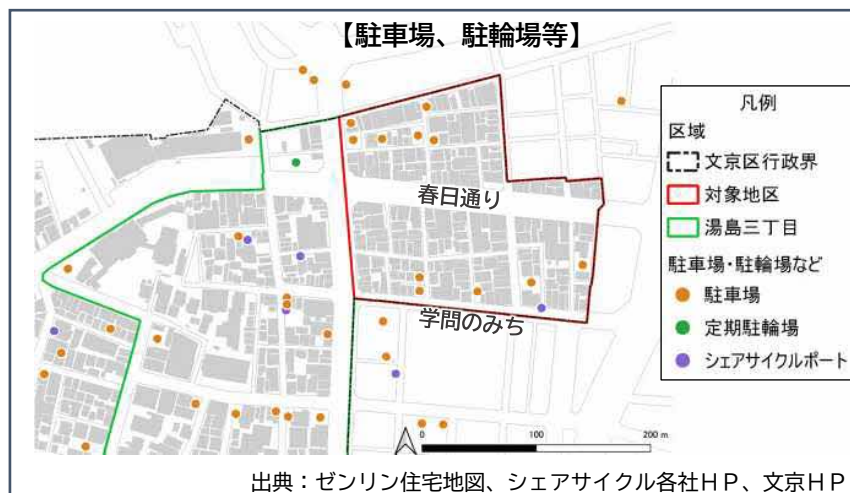 【駐車場、駐輪場等】
春日通り
学問のみち
凡例
区域
文京区行政界
対象地区
湯島三丁目
駐車場・駐輪場など
駐車場
定期駐輪場
シェアサイクルポート
0 100 200 m
出典：ゼンリン住宅地図、シェアサイクル各社ＨＰ、文京ＨＰ